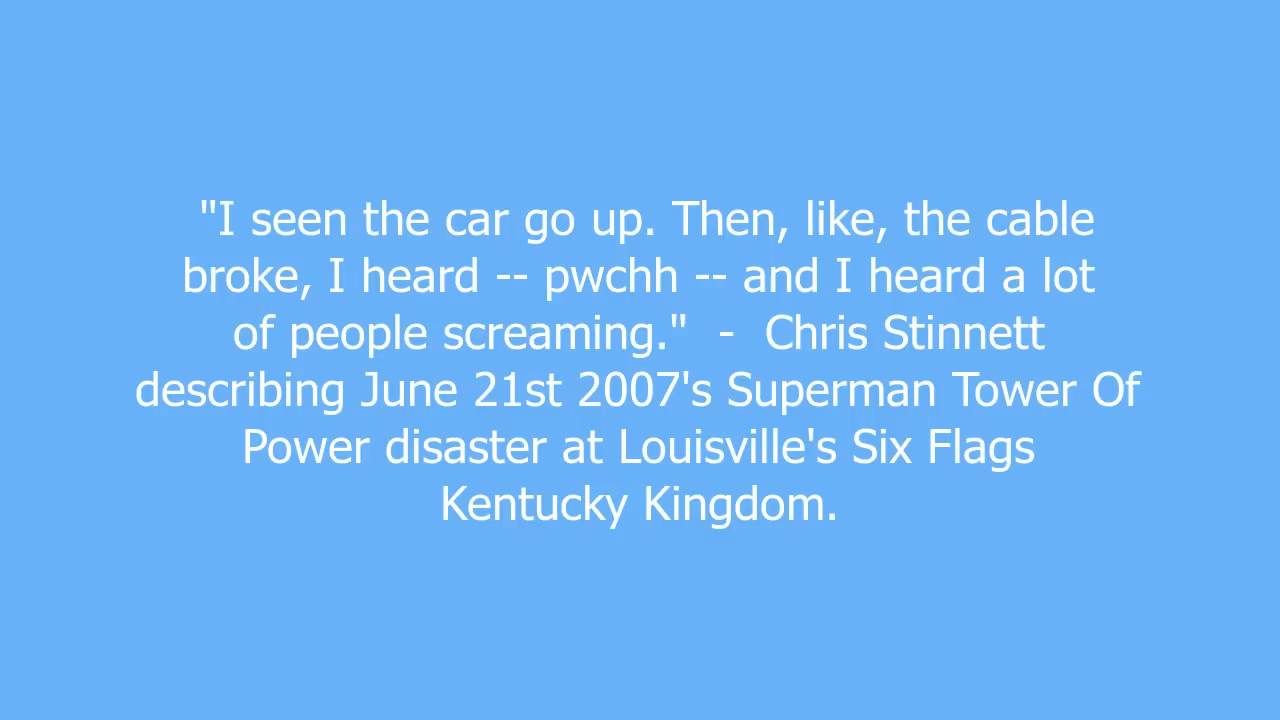 "I seen the car go up. Then, like, the cable
broke, I heard -- pwchh -- and I heard a lot
of people screaming."  -  Chris Stinnett
describing June 21st 2007's Superman Tower Of
Power disaster at Louisville's Six Flags
Kentucky Kingdom.